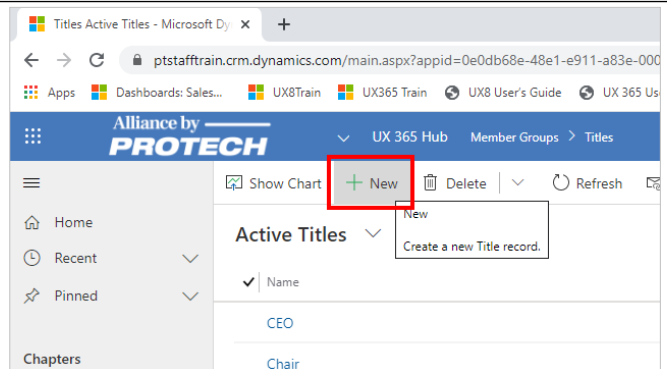 Titles Active Titles - Microsoft Dy
ptstafftrain.crm.dynamics.com/main.aspx?appid=0e0db68e-48e1-e911-a83e-000
Apps Dashboards: Sales... UX8Train UX365 Train UX8 User's Guide UX 365 Us
Alliance by
PROTECH
UX 365 Hub Member Groups > Titles
Show Chart + New Delete Refresh
New
Create a new Title record.
Home
Recent
Pinned
Chapters
Active Titles
Name
CEO
Chair